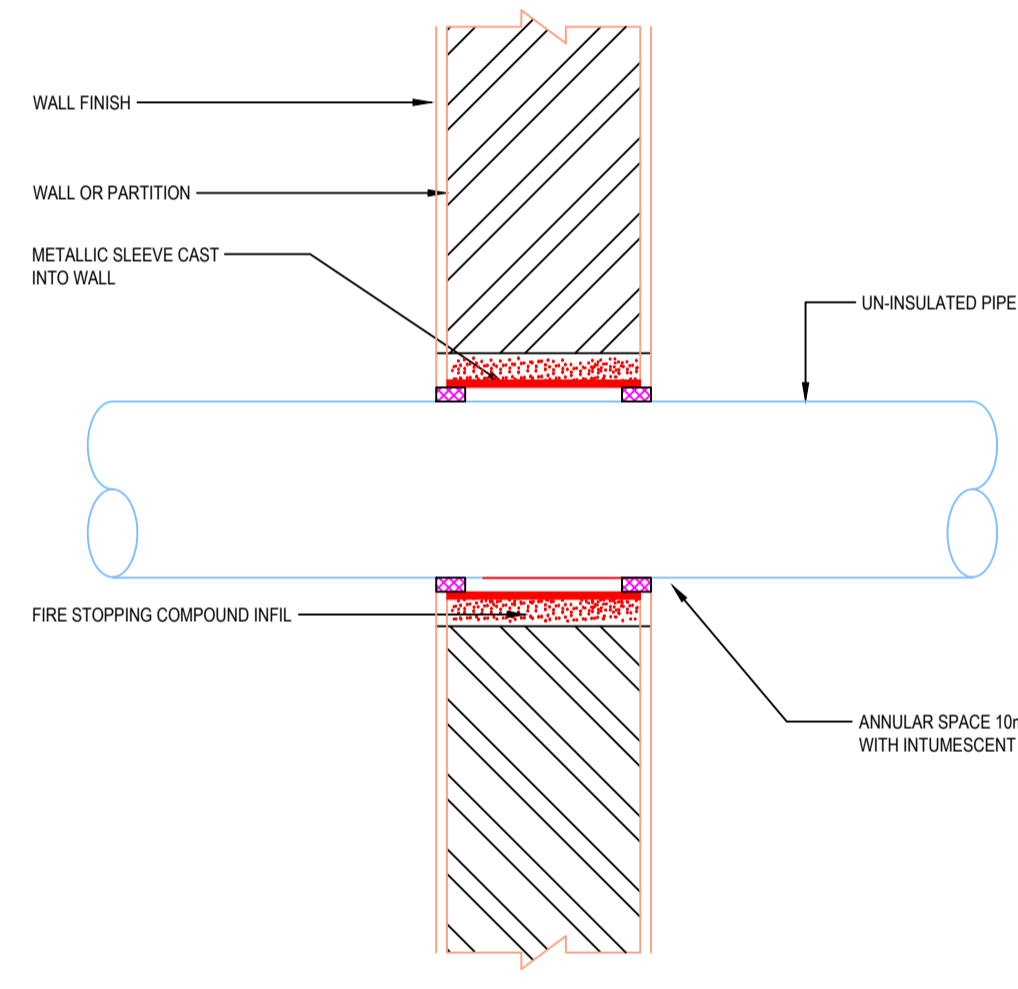 WALL FINISH
WALL OR PARTITION
METALLIC SLEEVE CAST
INTO WALL
UN-INSULATED PIPE
FIRE STOPPING COMPOUND INFIL
ANNULAR SPACE
WITH INTUMESCENT